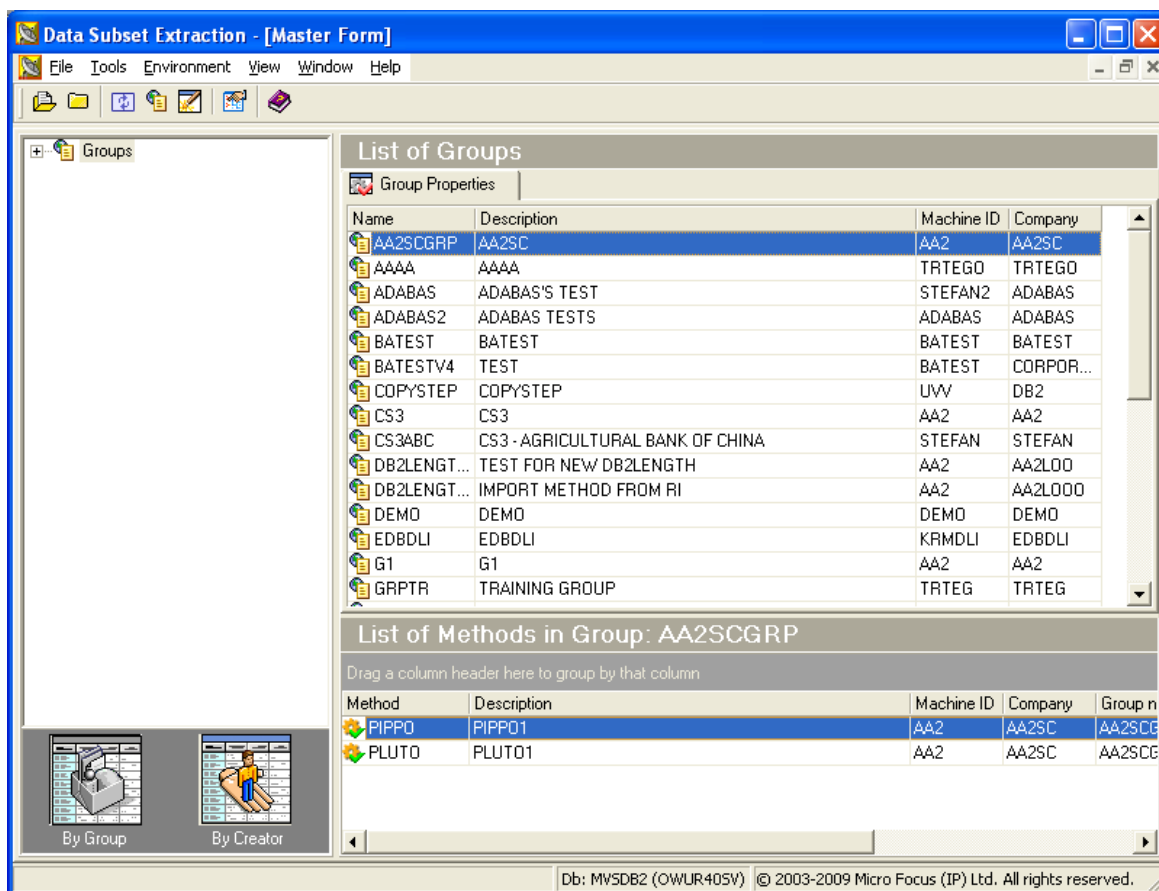 Data Subset Extraction - [Master Form]
File Tools Environment View Window Help
Groups
List of Groups
Group Properties
Name Description Machine ID Company
AA2SCGRP AA2SC AA2 AA2SC
AAAA AAAA TRTEGO TRTEGO
ADABAS ADABAS'S TEST STEFAN2 ADABAS
ADABAS2 ADABAS TESTS ADABAS ADABAS
BATEST BATEST BATEST BATEST
BATESTV4 TEST BATEST CORPOR...
COPYSTEP COPYSTEP UVV DB2
CS3 CS3 AA2 AA2
CS3ABC CS3 - AGRICULTURAL BANK OF CHINA STEFAN STEFAN
DB2LENGT... TEST FOR NEW DB2LENGTH AA2 AA2LOO
DB2LENGT... IMPORT METHOD FROM RI AA2 AA2LOOO
DEMO DEMO DEMO DEMO
EDBDLI EDBDLI KRMDLI EDBDLI
G1 G1 AA2 AA2
GRPTR TRAINING GROUP TRTEG TRTEG
List of Methods in Group: AA2SCGRP
Drag a column header here to group by that column
Method Description Machine ID Company Group n
PIPPO PIPPO1 AA2 AA2SC AA2SCG
PLUTO PLUTO1 AA2 AA2SC AA2SCG
By Group By Creator
Db: MVSDB2 (OWUR40SV) © 2003-2009 Micro Focus (IP) Ltd. All rights reserved.